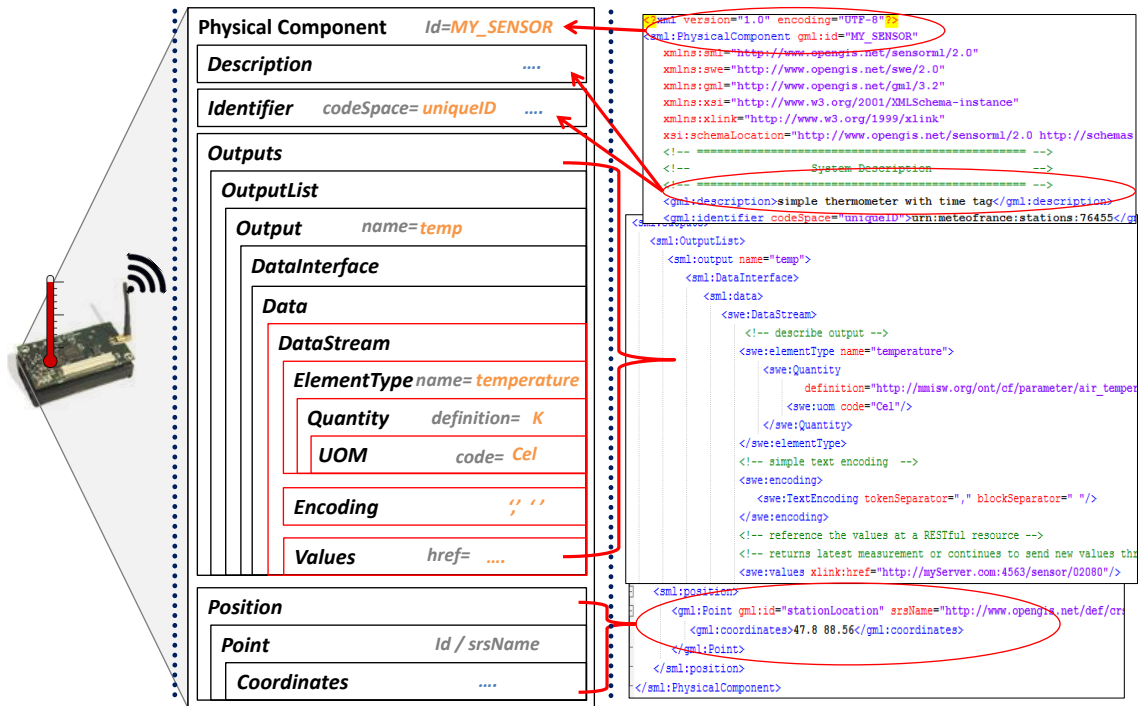 Physical Component Id=MY_SENSOR
Description ....
Identifier codeSpace= uniqueID ....
Outputs
OutputList
Output name= temp
DataInterface
Data
DataStream
ElementType name= temperature
Quantity definition= K
UOM code= Cel
Encoding ‘,’ ‘ ’
Values href= ....
Position
Point Id / srsName
Coordinates ....
<?xml version="1.0" encoding="UTF-8"?>
<sml:PhysicalComponent gml:id="MY_SENSOR"
xmlns:sml="http://www.opengis.net/sensorml/2.0"
xmlns:swe="http://www.opengis.net/swe/2.0"
xmlns:gml="http://www.opengis.net/gml/3.2"
xmlns:xsi="http://www.w3.org/2001/XMLSchema-instance"
xmlns:xlink="http://www.w3.org/1999/xlink"
xsi:schemaLocation="http://www.opengis.net/sensorml/2.0 http://schemas
<!-- ================================================= -->
<!-- System Description -->
<!-- ================================================= -->
<gml:description>simple thermometer with time tag</gml:description>
<gml:identifier codeSpace="uniqueID">urn:meteofrance:stations:76455</g
<sml:outputs>
<sml:OutputList>
<sml:output name="temp">
<sml:DataInterface>
<sml:data>
<swe:DataStream>
<!-- describe output -->
<swe:elementType name="temperature">
<swe:Quantity
definition="http://mmisw.org/ont/cf/parameter/air_temper
<swe:uom code="Cel"/>
</swe:Quantity>
</swe:elementType>
<!-- simple text encoding -->
<swe:encoding>
<swe:TextEncoding tokenSeparator="," blockSeparator=" "/>
</swe:encoding>
<!-- reference the values at a RESTful resource -->
<!-- returns latest measurement or continues to send new values thr
<swe:values xlink:href="http://myServer.com:4563/sensor/02080"/>
<sml:position>
<gml:Point gml:id="stationLocation" srsName="http://www.opengis.net/def/crs
<gml:coordinates>47.8 88.56</gml:coordinates>
</gml:Point>
</sml:position>
</sml:PhysicalComponent>